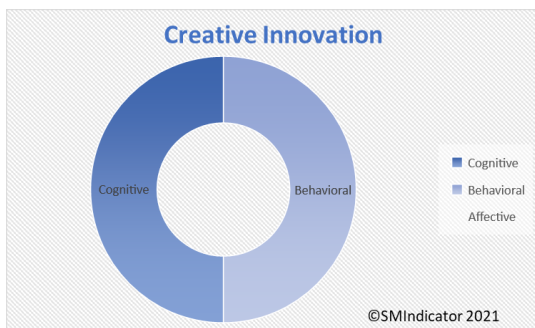 Creative Innovation
Cognitive
Behavioral
Cognitive
Behavioral
Affective
©SMIndicator 2021